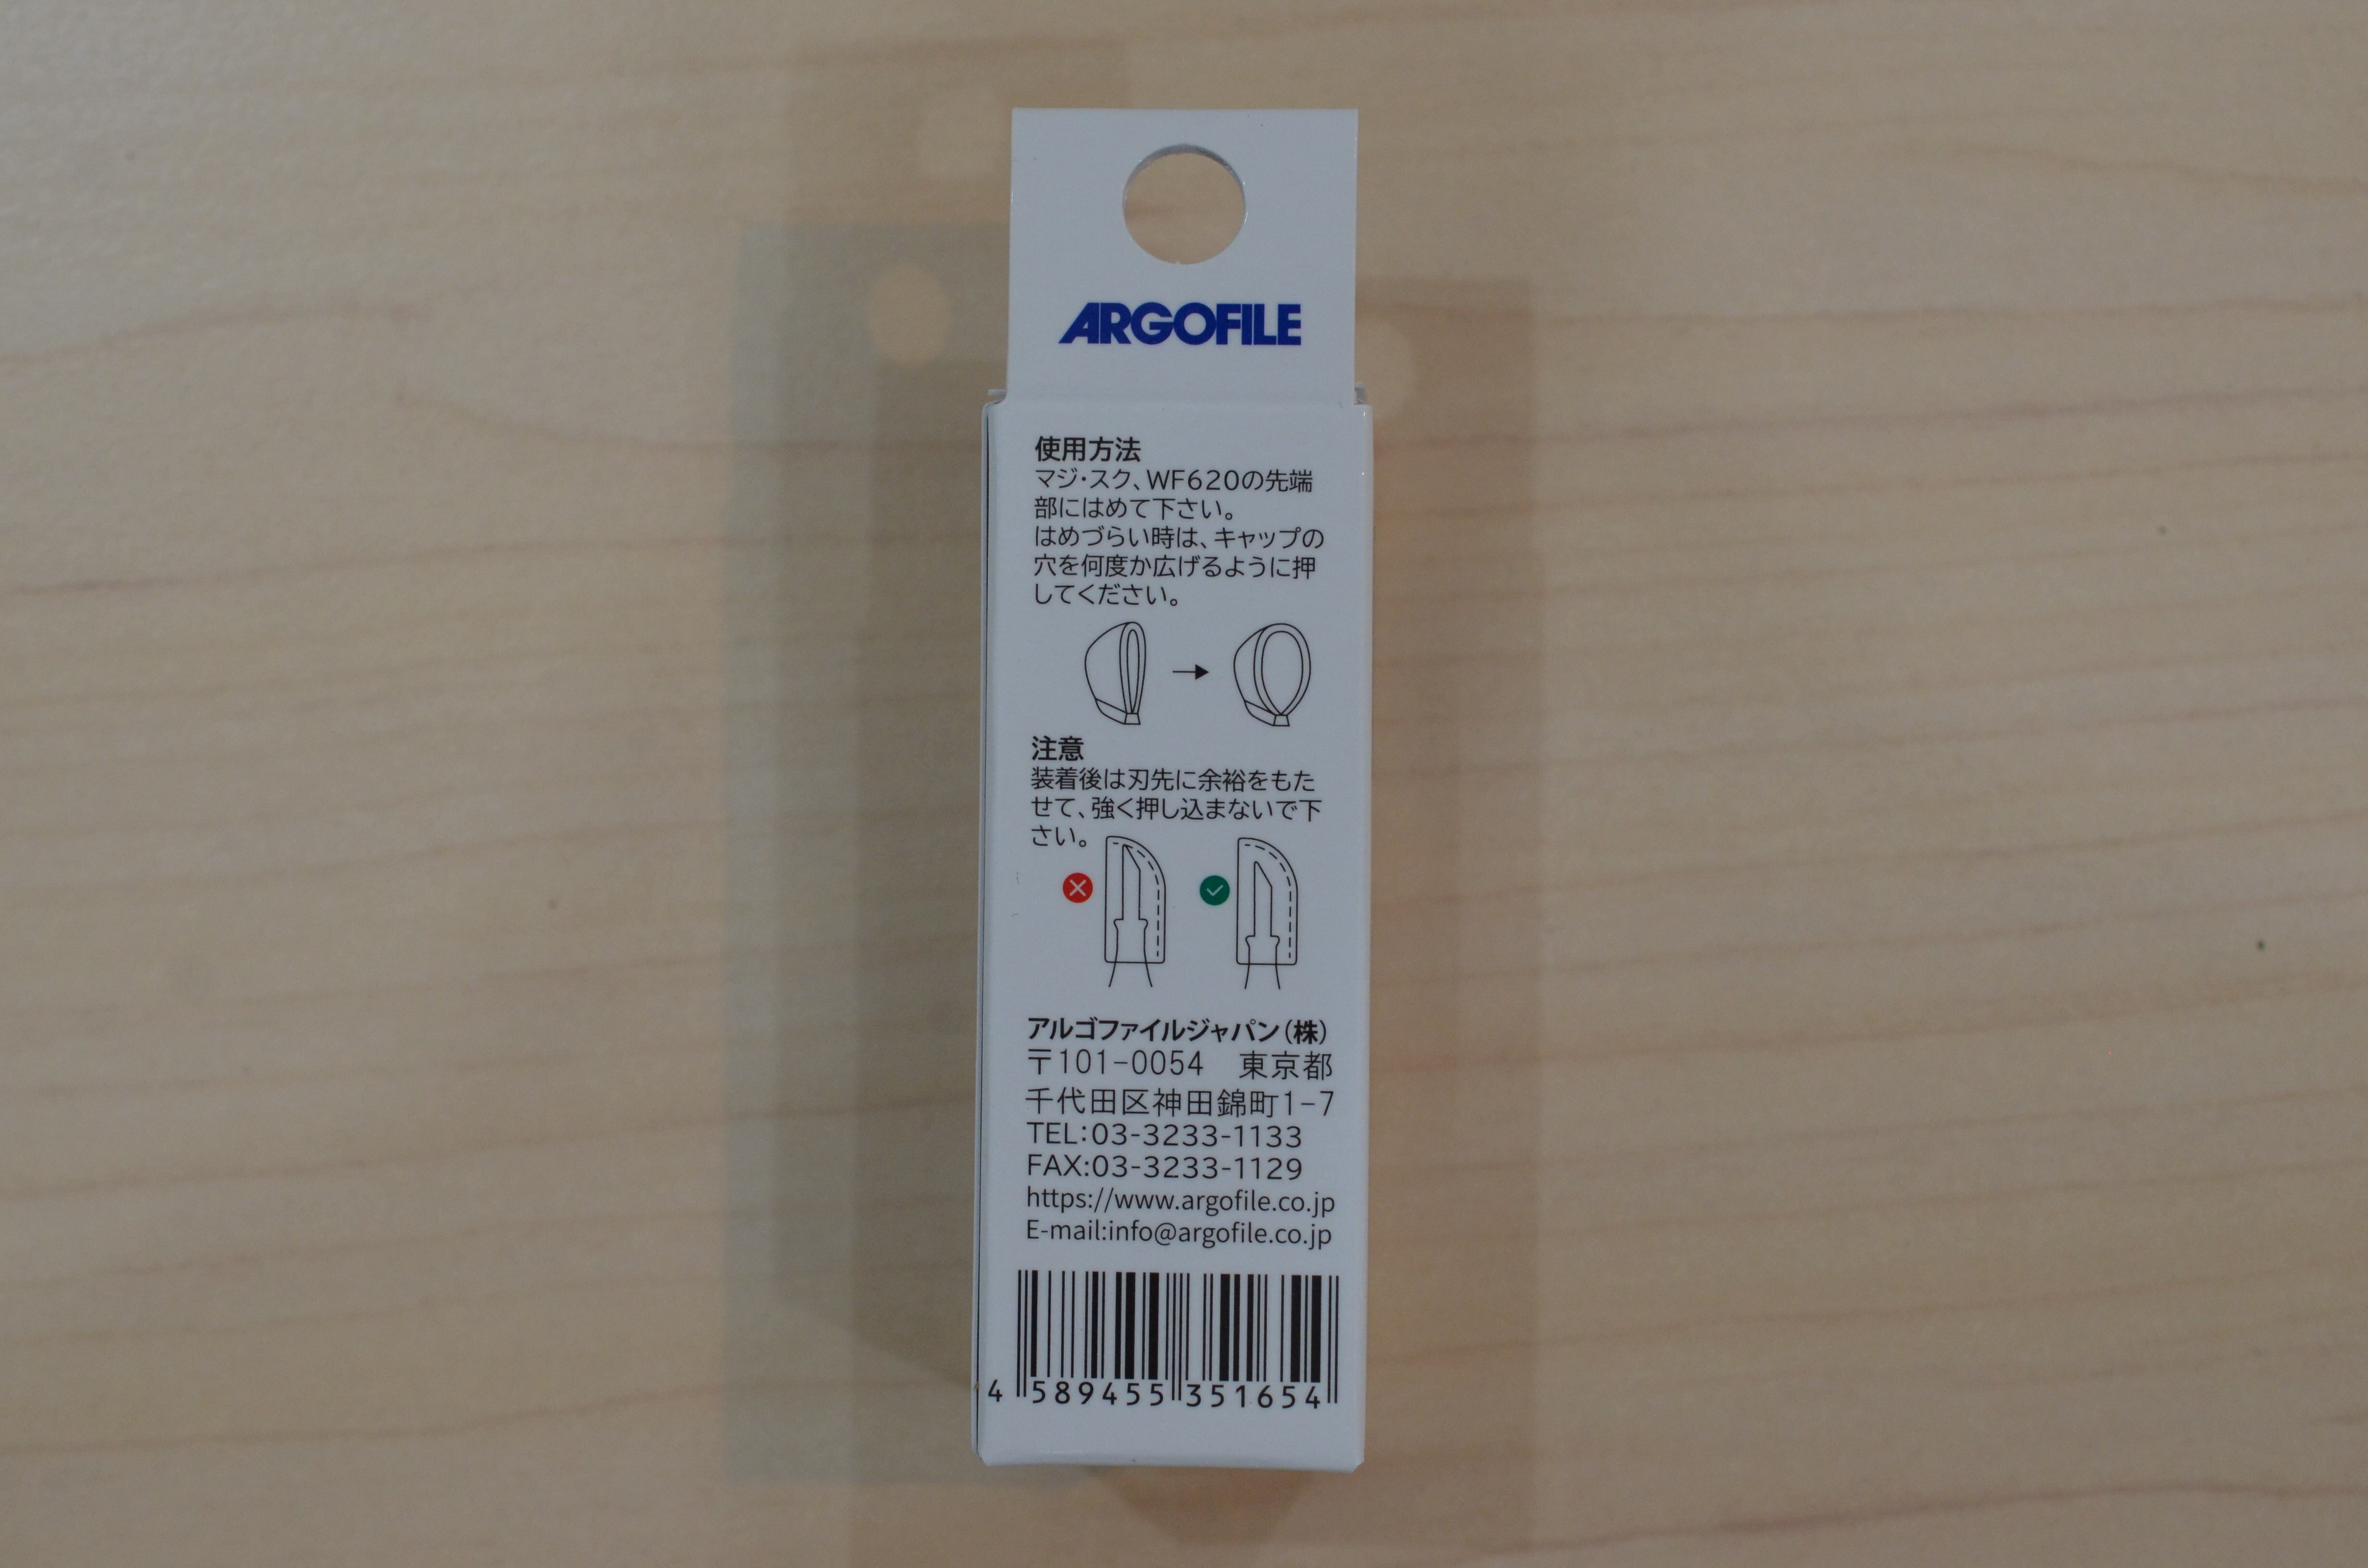 ARGOFILE
使用方法
マジ・スク、WF620の先端
部にはめて下さい。
はめづらい時は、キャップの
穴を何度か広げるように押
してください。
注意
装着後は刃先に余裕をもた
せて、強く押し込まないで下
さい。
アルゴファイルジャパン(株)
〒101-0054　東京都
千代田区神田錦町1-7
TEL:03-3233-1133
FAX:03-3233-1129
https://www.argofile.co.jp
E-mail:info@argofile.co.jp
4 589455 351654